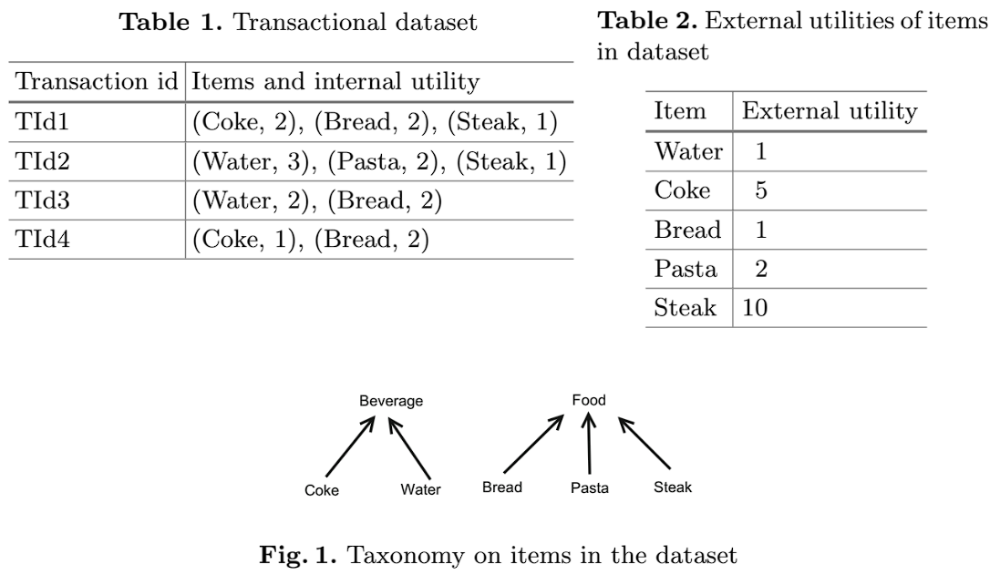 Table 1. Transactional dataset
Transaction id Items and internal utility
TId1 (Coke, 2), (Bread, 2), (Steak, 1)
TId2 (Water, 3), (Pasta, 2), (Steak, 1)
TId3 (Water, 2), (Bread, 2)
TId4 (Coke, 1), (Bread, 2)
Table 2. External utilities of items
in dataset
Item External utility
Water 1
Coke 5
Bread 1
Pasta 2
Steak 10
Beverage Food
Coke Water Bread Pasta Steak
Fig. 1. Taxonomy on items in the dataset